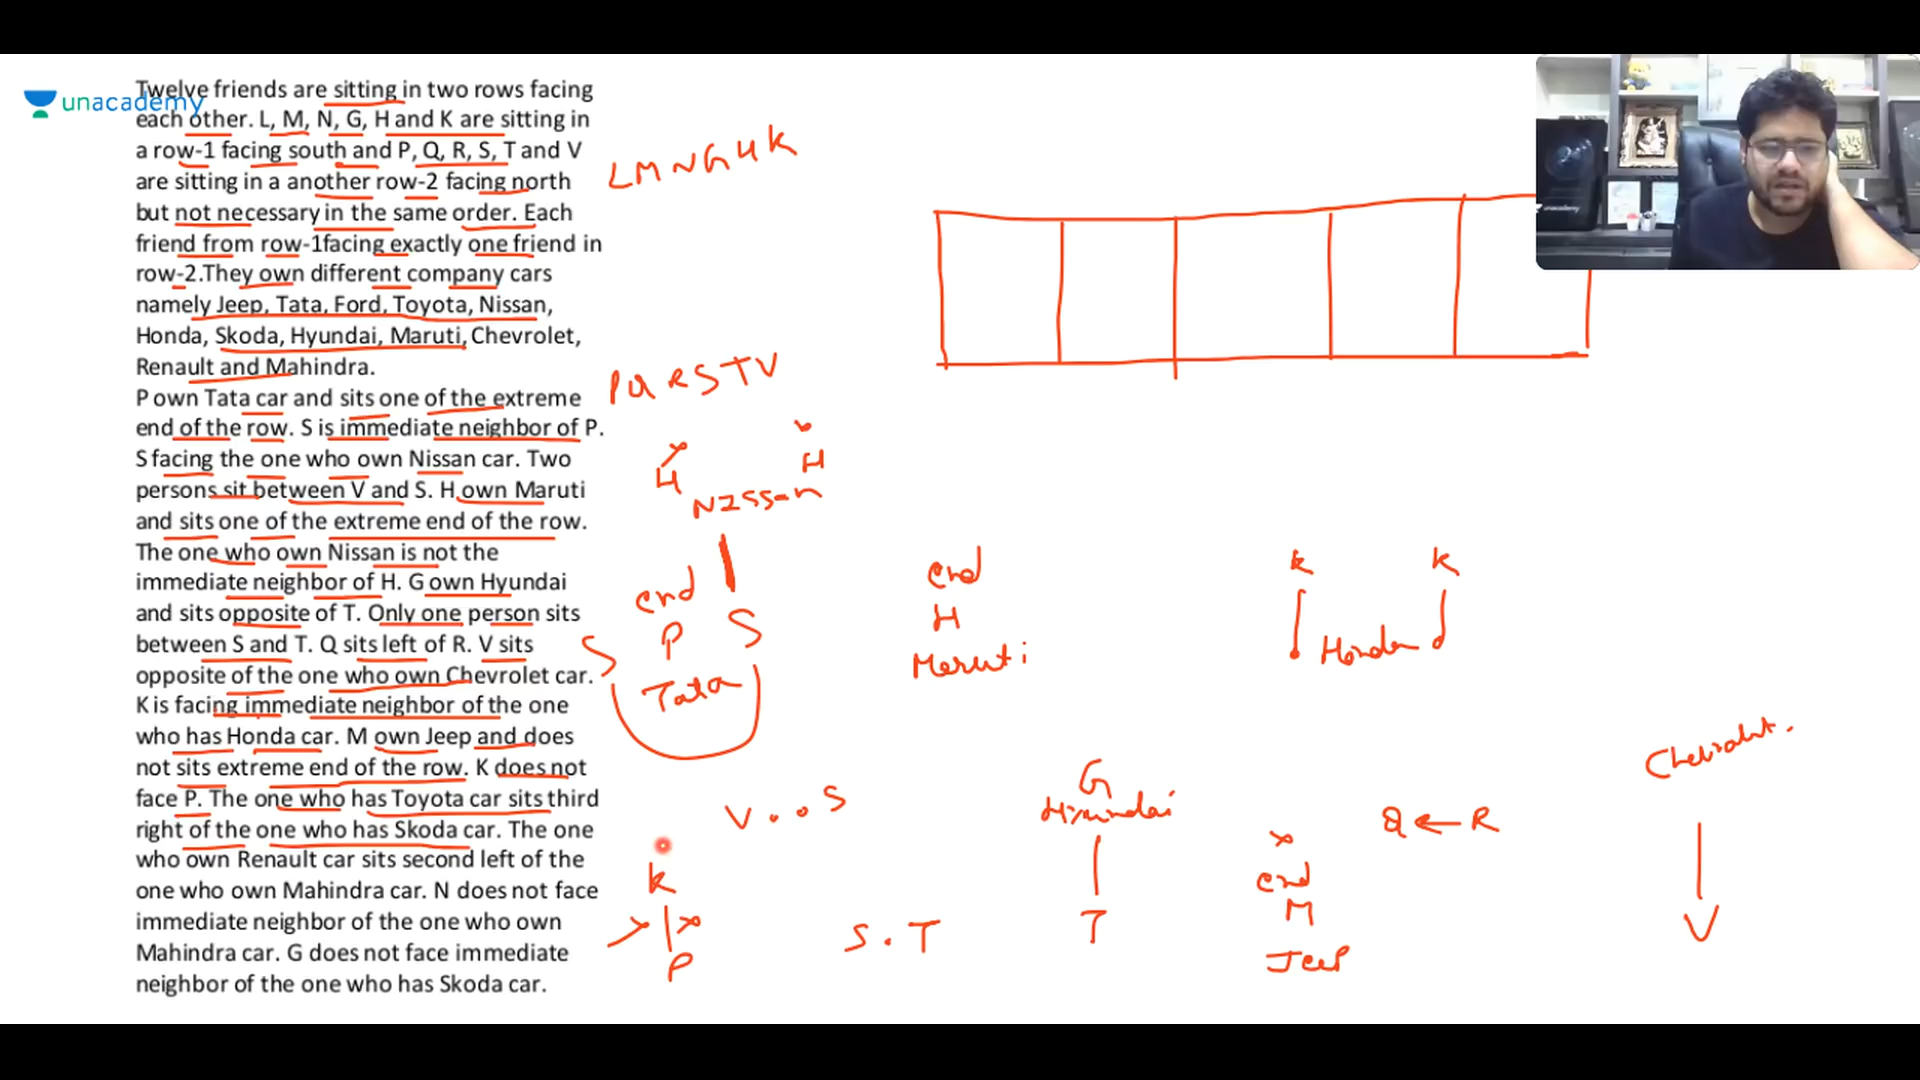 Twelve friends are sitting in two rows facing
unacademy
each other. L, M, N, G, H and K are sitting in
a row-1 facing south and P, Q, R, S, T and V
are sitting in a another row-2 facing north
but not necessary in the same order. Each
friend from row-1facing exactly one friend in
row-2.They own different company cars
namely Jeep, Tata, Ford, Toyota, Nissan,
Honda, Skoda, Hyundai, Maruti, Chevrolet,
Renault and Mahindra.
P own Tata car and sits one of the extreme
end of the row. S is immediate neighbor of P.
S facing the one who own Nissan car. Two
persons sit between V and S. H own Maruti
and sits one of the extreme end of the row.
The one who own Nissan is not the
immediate neighbor of H. G own Hyundai
and sits opposite of T. Only one person sits
between S and T. Q sits left of R. V sits
opposite of the one who own Chevrolet car.
K is facing immediate neighbor of the one
who has Honda car. M own Jeep and does
not sits extreme end of the row. K does not
face P. The one who has Toyota car sits third
right of the one who has Skoda car. The one
who own Renault car sits second left of the
one who own Mahindra car. N does not face
immediate neighbor of the one who own
Mahindra car. G does not face immediate
neighbor of the one who has Skoda car.
LMNGHK
PQRSTV
H H
Nissan
end
S P S
Tata
end
H
Maruti
K K
Honda
V . . S
G
T
end
M
Jeep
Q ← R
V
K
P
S . T
unacademy